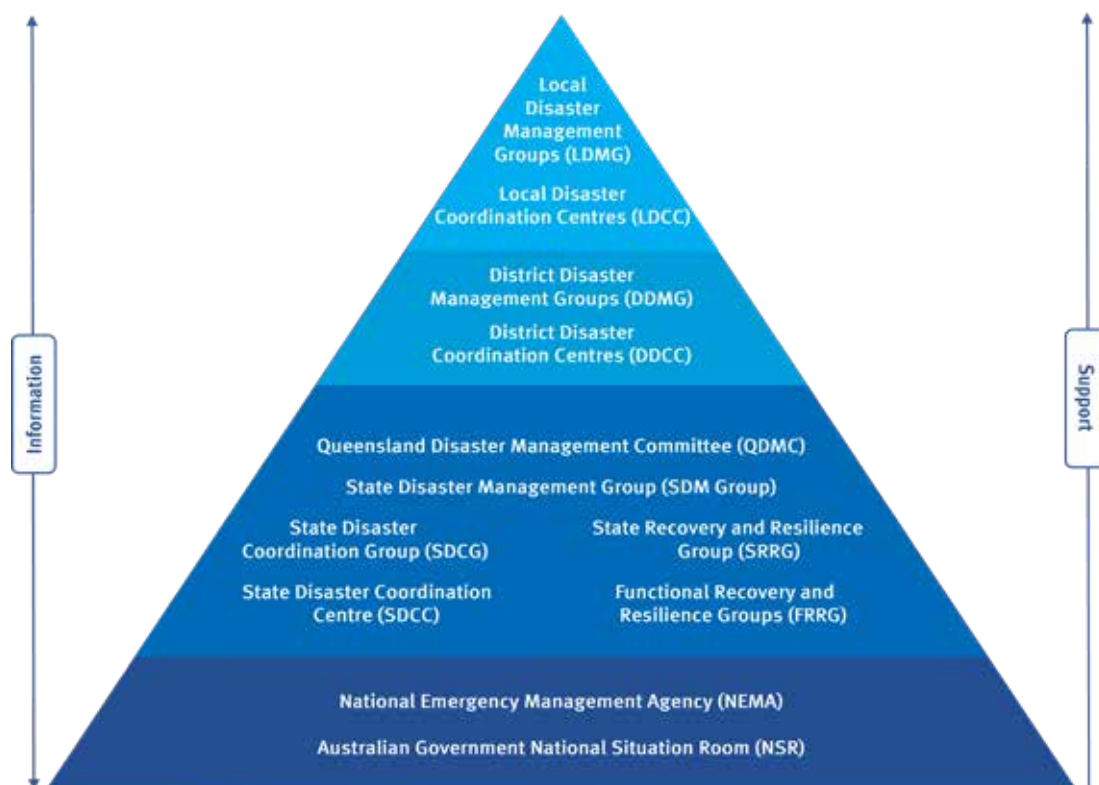 Local
Disaster
Management
Groups (LDMG)
Local Disaster
Coordination Centres (LDCC)
District Disaster
Management Groups (DDMG)
District Disaster
Coordination Centres (DDCC)
Information
Support
Queensland Disaster Management Committee (QDMC)
State Disaster Management Group (SDM Group)
State Disaster
Coordination Group (SDCG)
State Recovery and Resilience
Group (SRRG)
State Disaster Coordination
Centre (SDCC)
Functional Recovery and
Resilience Groups (FRRG)
National Emergency Management Agency (NEMA)
Australian Government National Situation Room (NSR)